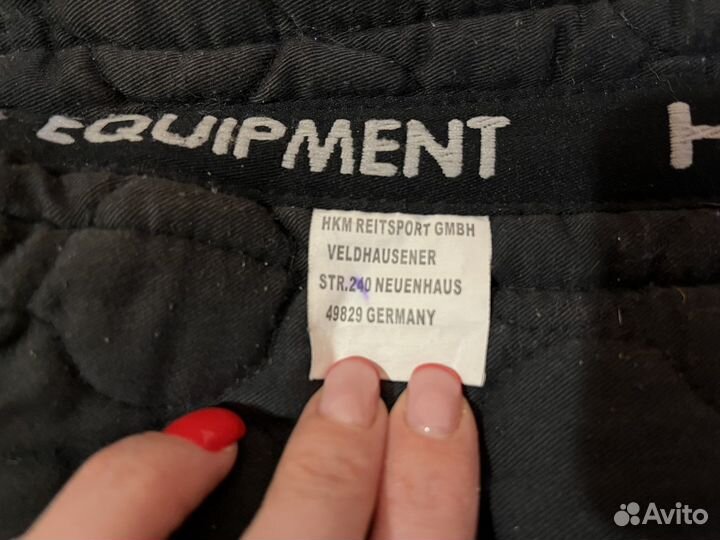 EQUIPMENT H
HKM REITSPORT GMBH
VELDHAUSENER
STR.240 NEUENHAUS
49829 GERMANY
Avito